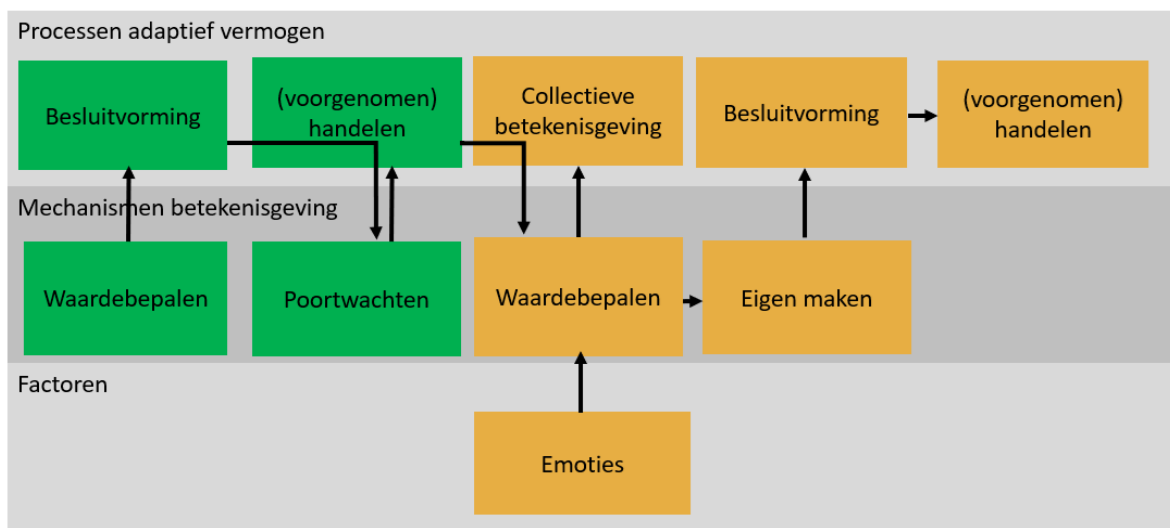 Processen adaptief vermogen
Besluitvorming
(voorgenomen)
handelen
Collectieve
betekenisgeving
Besluitvorming
(voorgenomen)
handelen
Mechanismen betekenisgeving
Waardebepalen
Poortwachten
Waardebepalen
Eigen maken
Factoren
Emoties